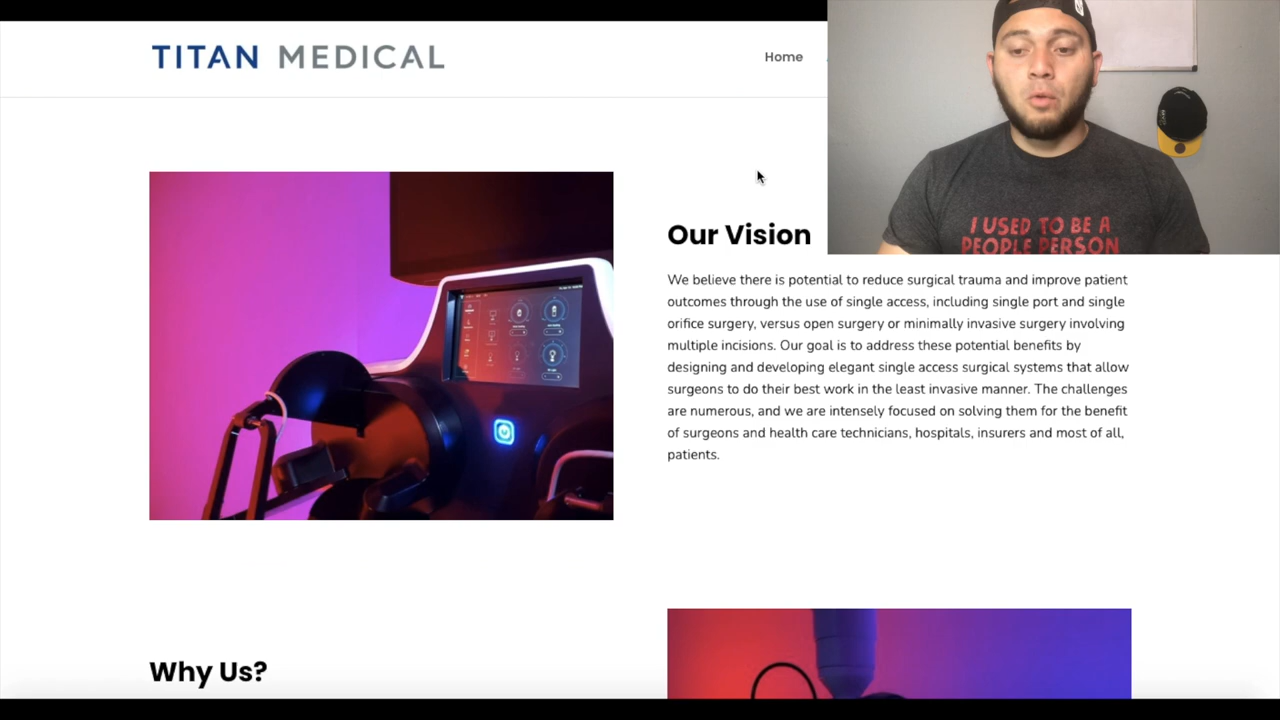 TITAN MEDICAL
Home
I USED TO BE A
PEOPLE PERSON
Our Vision
We believe there is potential to reduce surgical trauma and improve patient
outcomes through the use of single access, including single port and single
orifice surgery, versus open surgery or minimally invasive surgery involving
multiple incisions. Our goal is to address these potential benefits by
designing and developing elegant single access surgical systems that allow
surgeons to do their best work in the least invasive manner. The challenges
are numerous, and we are intensely focused on solving them for the benefit
of surgeons and health care technicians, hospitals, insurers and most of all,
patients.
Why Us?